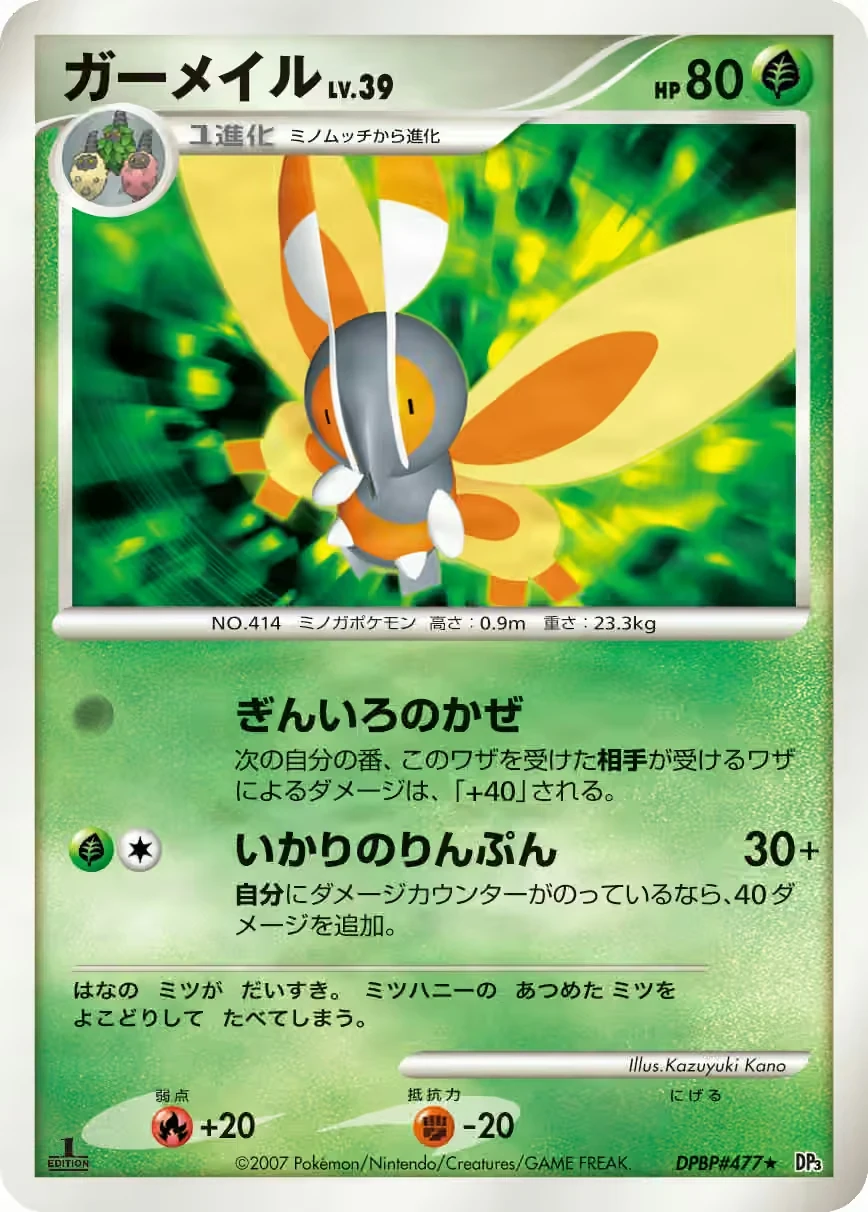 ガーメイル LV.39 HP 80
1進化 ミノムッチから進化
NO.414 ミノガポケモン 高さ：0.9m 重さ：23.3kg
ぎんいろのかぜ
次の自分の番、このワザを受けた相手が受けるワザ
によるダメージは、「+40」される。
いかりのりんぷん 30+
自分にダメージカウンターがのっているなら、40ダ
メージを追加。
はなの ミツが だいすき。 ミツハニーの あつめた ミツを
よこどりして たべてしまう。
Illus.Kazuyuki Kano
弱点 抵抗力 にげる
+20 -20
1 EDITION ©2007 Pokémon/Nintendo/Creatures/GAME FREAK. DPBP#477★ DP3